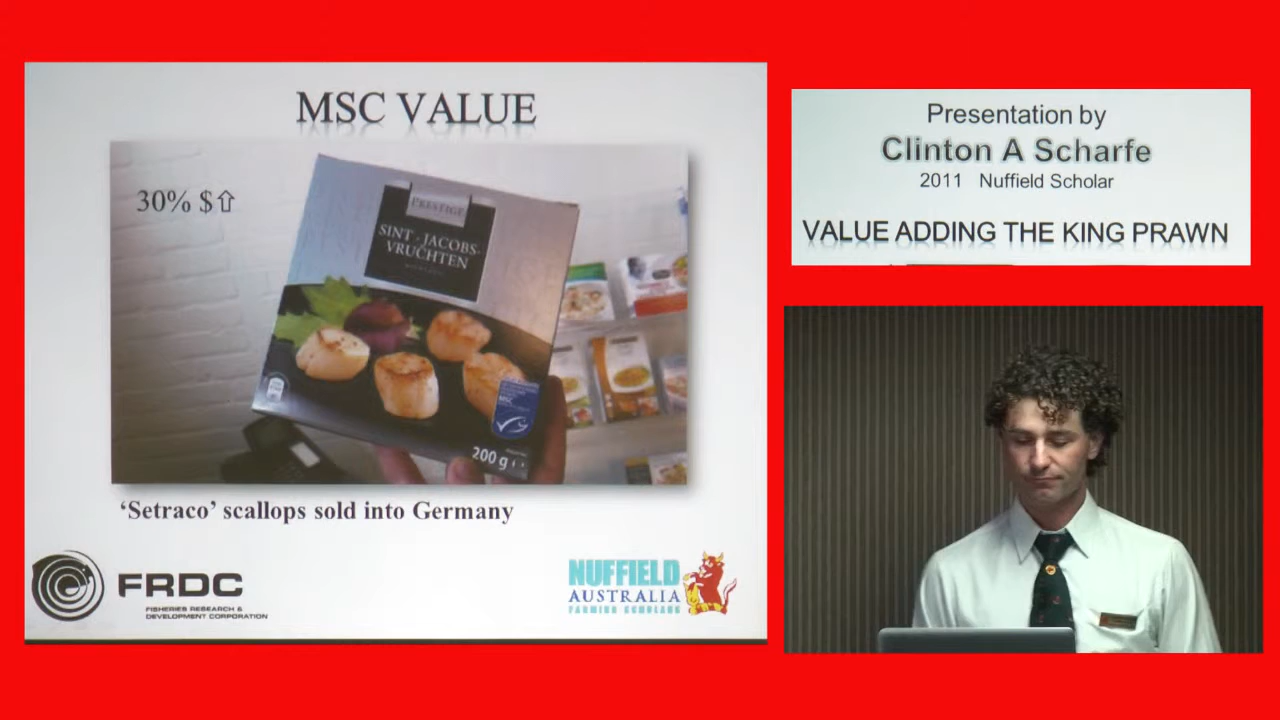 MSC VALUE
30% $⇧
PRESTIGE
SINT-JACOBS-
VRUCHTEN
MSC
200 g
'Setraco' scallops sold into Germany
FRDC
FISHERIES RESEARCH &
DEVELOPMENT CORPORATION
NUFFIELD
AUSTRALIA
FARMING SCHOLARS
Presentation by
Clinton A Scharfe
2011 Nuffield Scholar
VALUE ADDING THE KING PRAWN